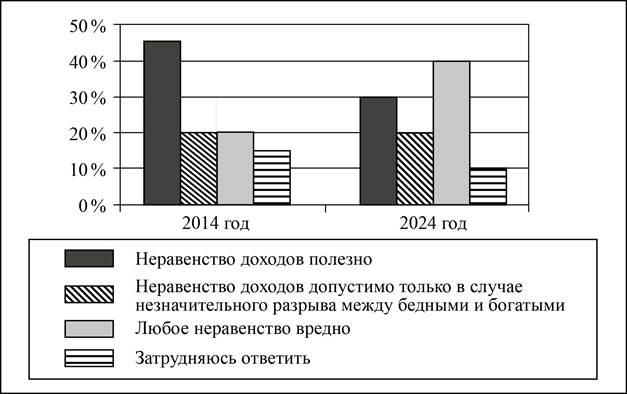 50 %
40 %
30 %
20 %
10 %
0 %
2014 год
2024 год
Неравенство доходов полезно
Неравенство доходов допустимо только в случае
незначительного разрыва между бедными и богатыми
Любое неравенство вредно
Затрудняюсь ответить